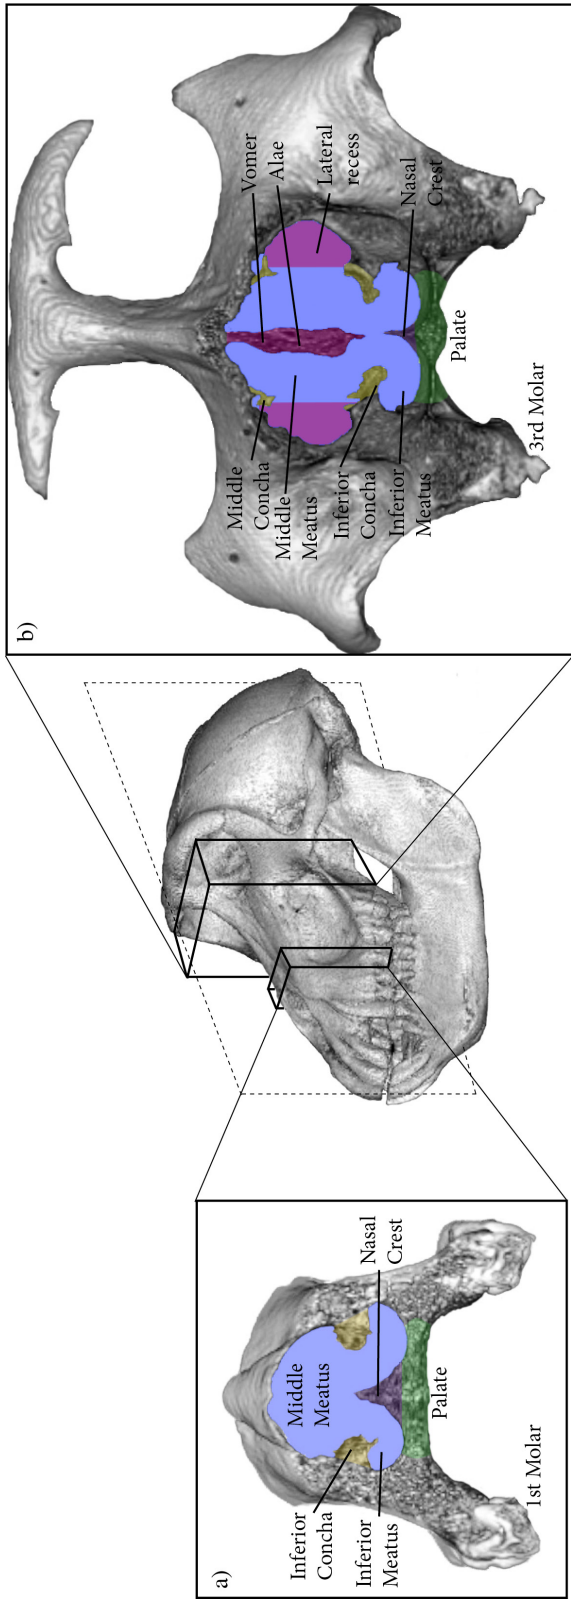 a)
Inferior
Concha
Inferior
Meatus
Middle
Meatus
Nasal
Crest
Palate
1st Molar
b)
Middle
Concha
Middle
Meatus
Inferior
Concha
Inferior
Meatus
Vomer
Alae
Lateral
recess
Nasal
Crest
Palate
3rd Molar